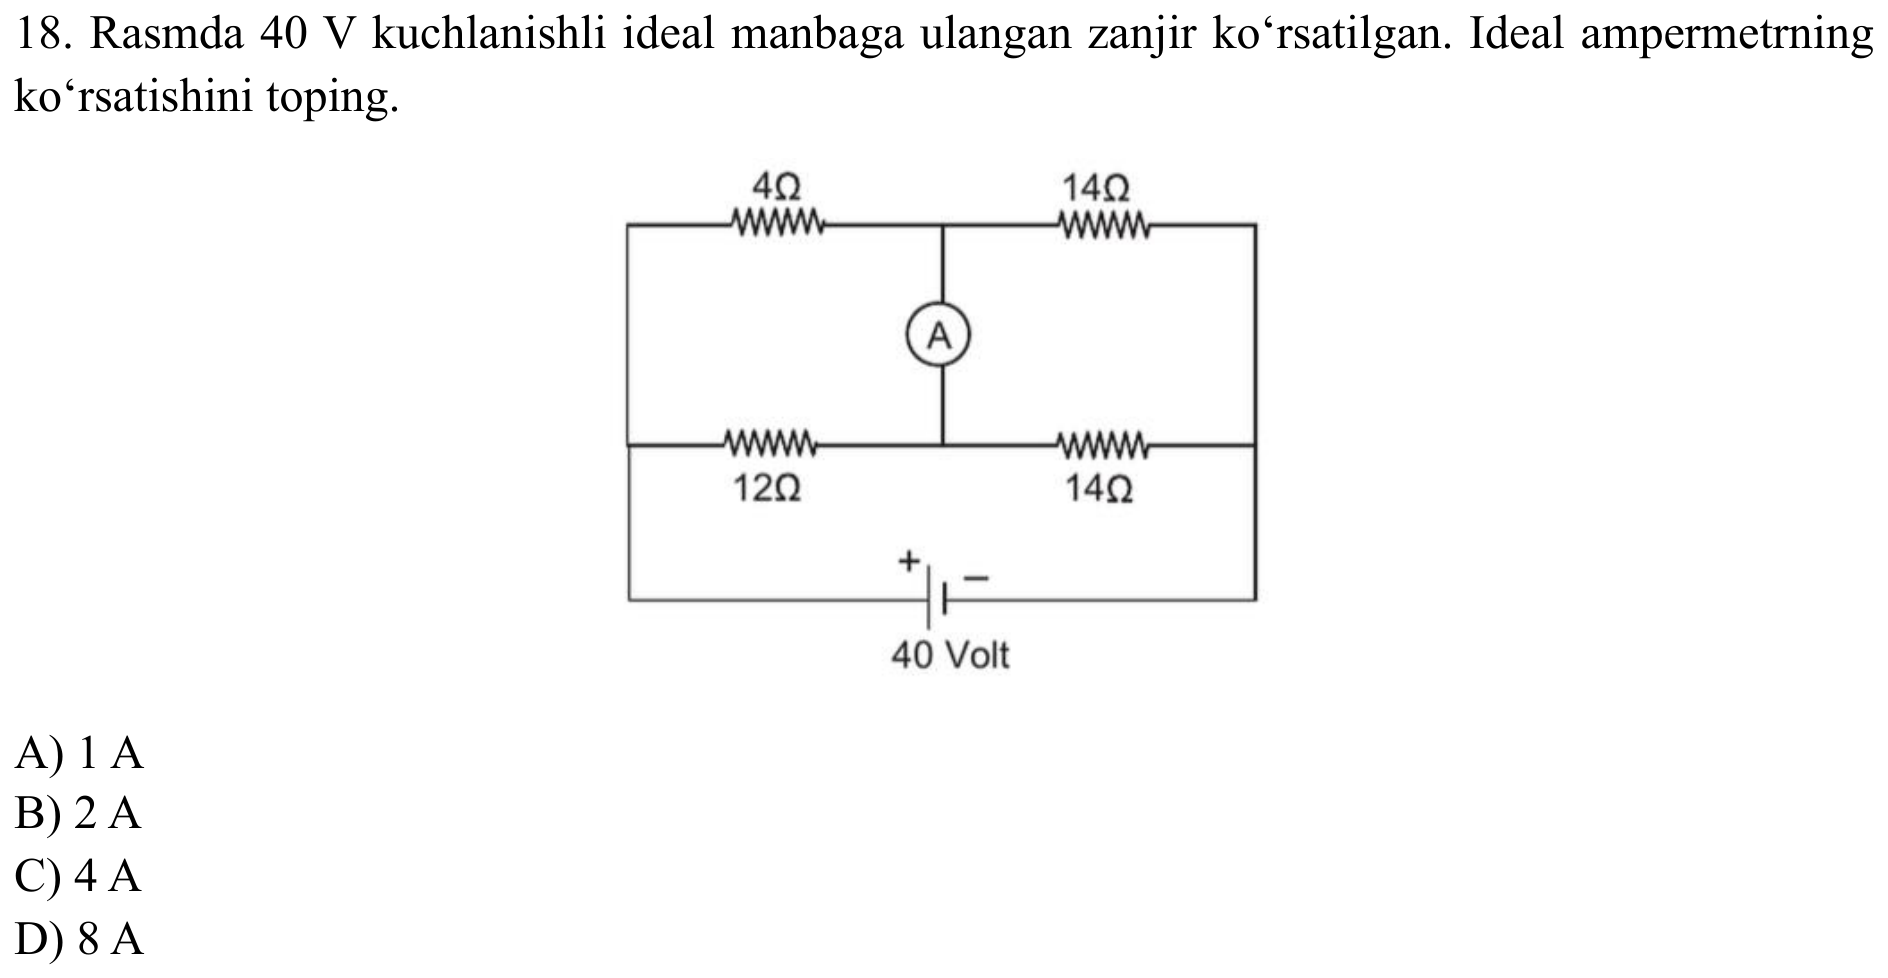 18. Rasmda 40 V kuchlanishli ideal manbaga ulangan zanjir ko‘rsatilgan. Ideal ampermetrning
ko‘rsatishini toping.
4Ω
14Ω
A
12Ω
14Ω
+
−
40 Volt
A) 1 A
B) 2 A
C) 4 A
D) 8 A